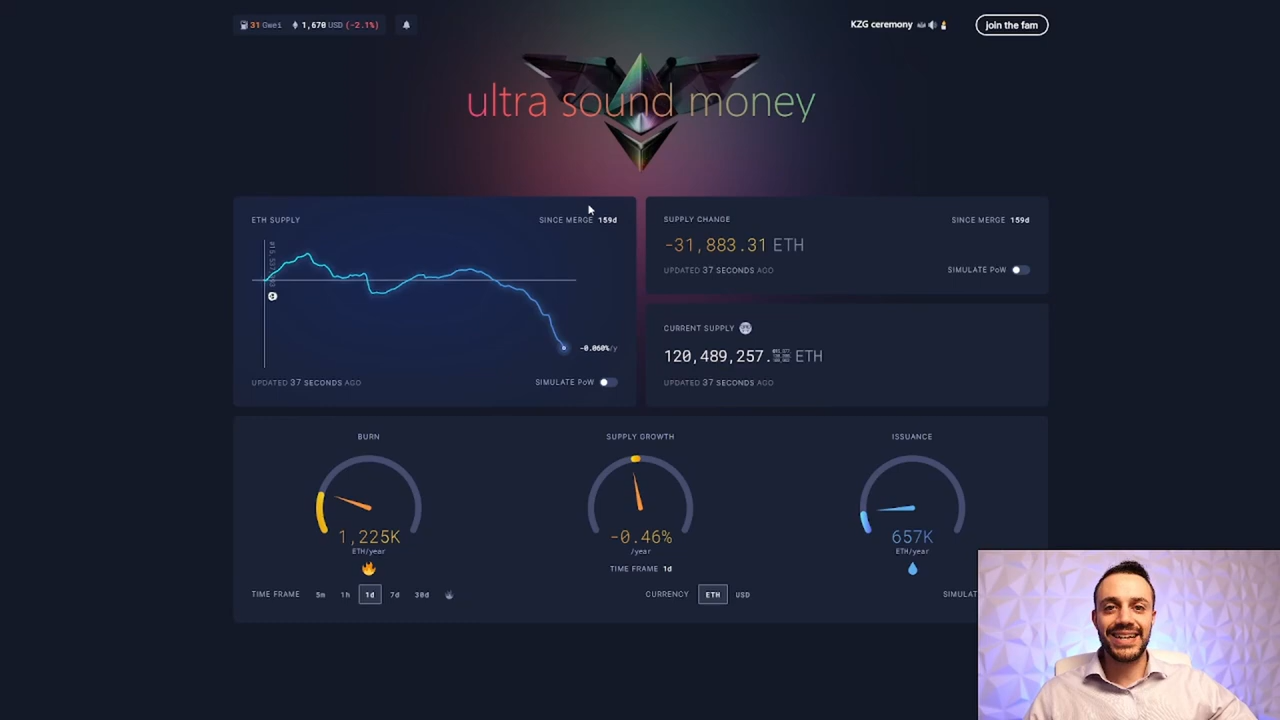 31 Gwei 1,670 USD (-2.1%)
KZG ceremony
join the fam
ultra sound money
ETH SUPPLY
SINCE MERGE 159d
-0.060%/y
UPDATED 37 SECONDS AGO
SIMULATE PoW
SUPPLY CHANGE
SINCE MERGE 159d
-31,883.31 ETH
UPDATED 37 SECONDS AGO
SIMULATE PoW
CURRENT SUPPLY
120,489,257. ETH
UPDATED 37 SECONDS AGO
BURN
1,225K
ETH/year
SUPPLY GROWTH
-0.46%
/year
TIME FRAME 1d
ISSUANCE
657K
ETH/year
TIME FRAME 5m 1h 1d 7d 30d
CURRENCY ETH USD
SIMULAT